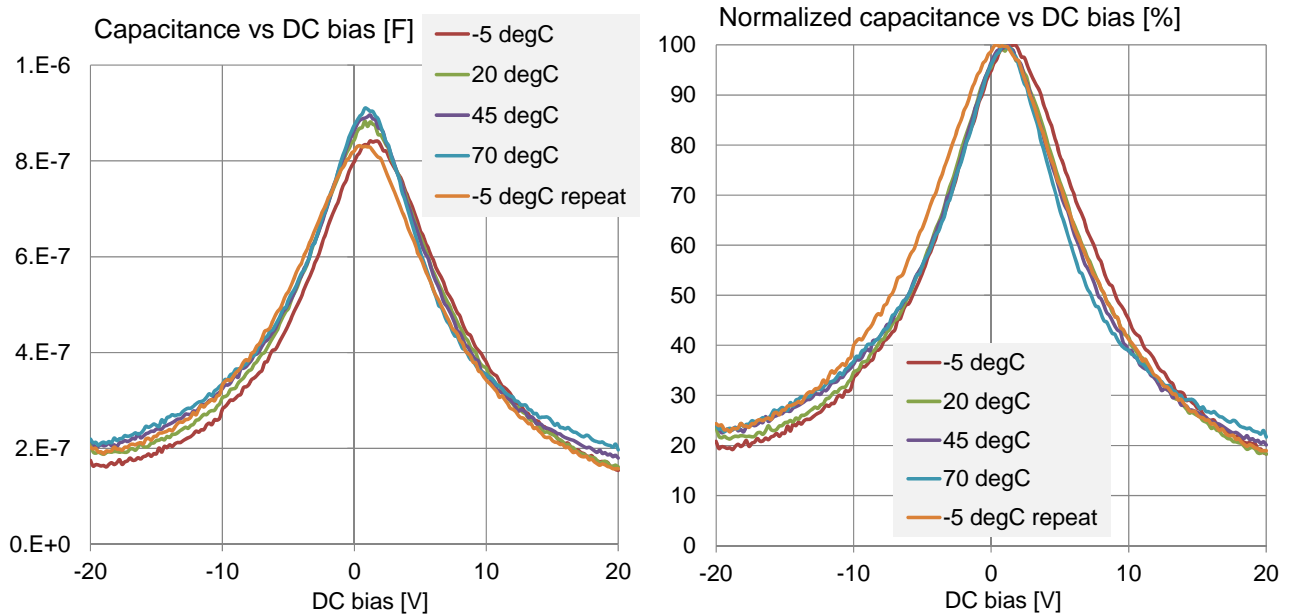 Capacitance vs DC bias [F]
-5 degC
20 degC
45 degC
70 degC
-5 degC repeat
1.E-6
8.E-7
6.E-7
4.E-7
2.E-7
0.E+0
-20
-10
0
10
20
DC bias [V]
Normalized capacitance vs DC bias [%]
100
90
80
70
60
50
40
30
20
10
0
-5 degC
20 degC
45 degC
70 degC
-5 degC repeat
-20
-10
0
10
20
DC bias [V]